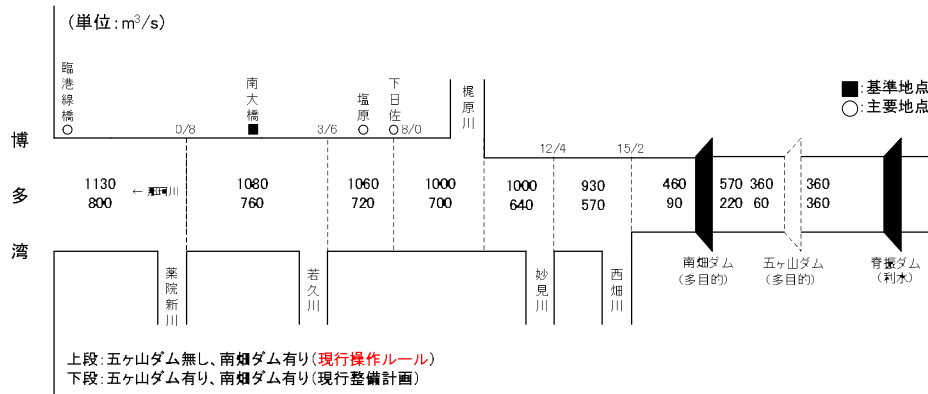 (単位:m³/s)
臨港線橋
南大橋
塩原
下日佐
梶原川
■:基準地点
○:主要地点
0/8
3/6
8/0
12/4
15/2
博多湾
1130
800
←
1080
760
1060
720
1000
700
1000
640
930
570
460
90
570
220
360
60
360
360
薬院新川
若久川
妙見川
西畑川
南畑ダム
(多目的)
五ヶ山ダム
(多目的)
脊振ダム
(利水)
上段:五ヶ山ダム無し、南畑ダム有り(現行操作ルール)
下段:五ヶ山ダム有り、南畑ダム有り(現行整備計画)